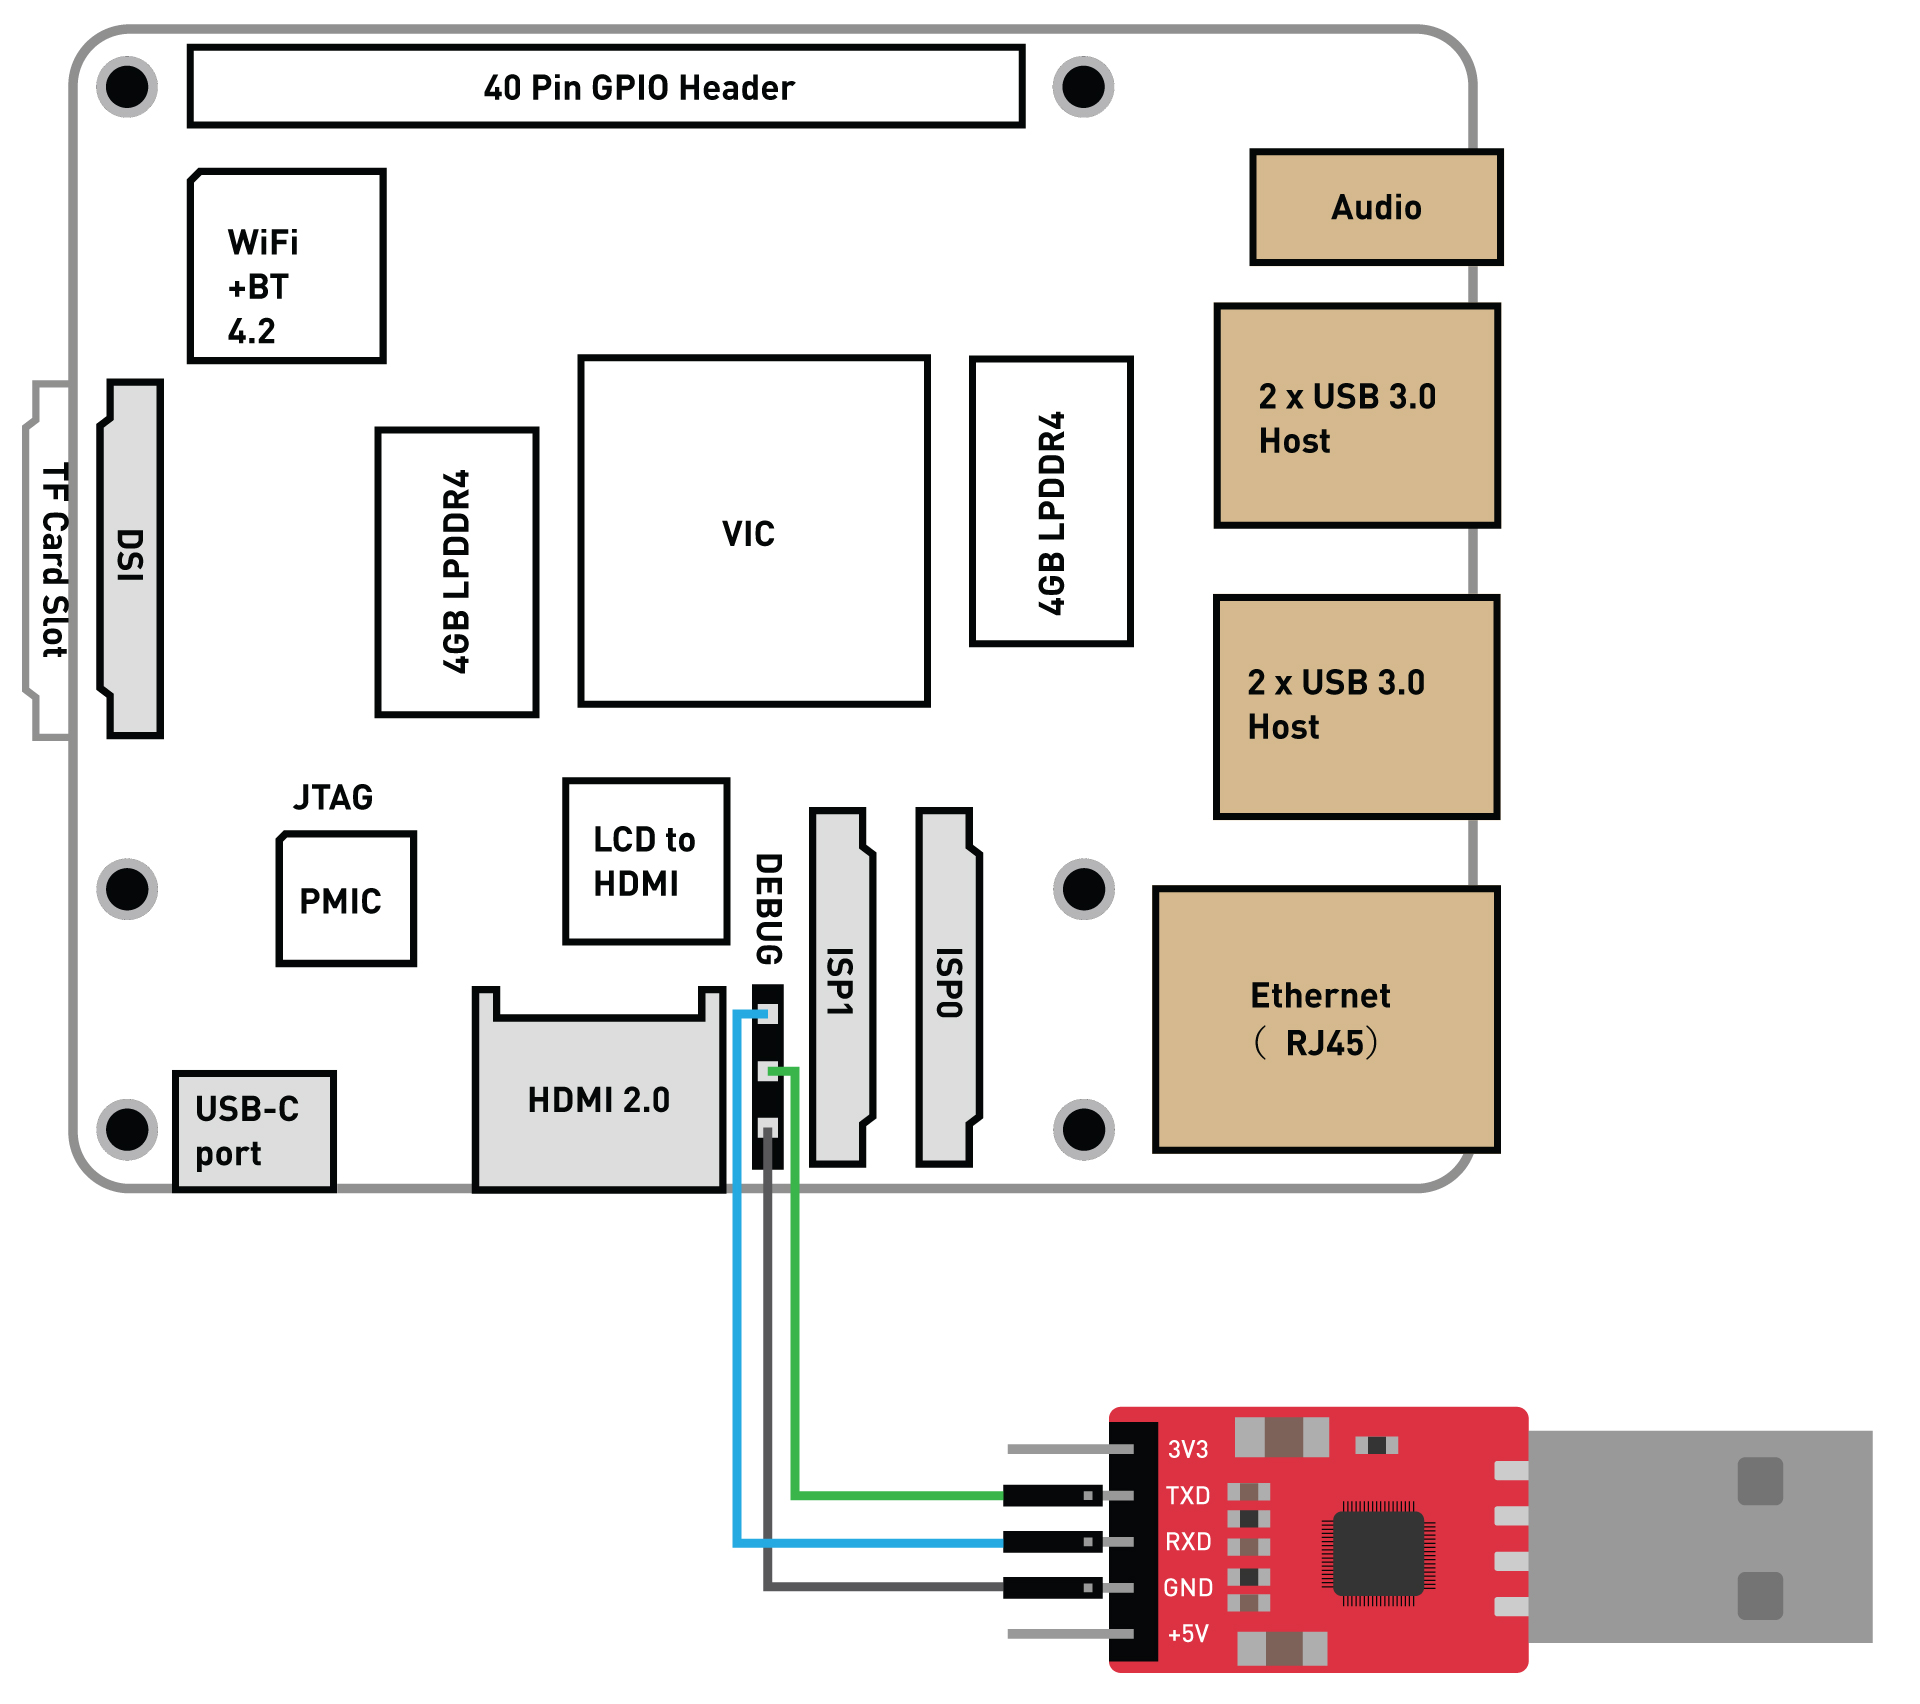 40 Pin GPIO Header
Audio
WiFi
+BT
4.2
2 x USB 3.0
Host
TF Card Slot
DSI
4GB LPDDR4
VIC
4GB LPDDR4
2 x USB 3.0
Host
JTAG
PMIC
LCD to
HDMI
DEBUG
ISP1
ISP0
Ethernet
（ RJ45）
USB-C
port
HDMI 2.0
3V3
TXD
RXD
GND
+5V